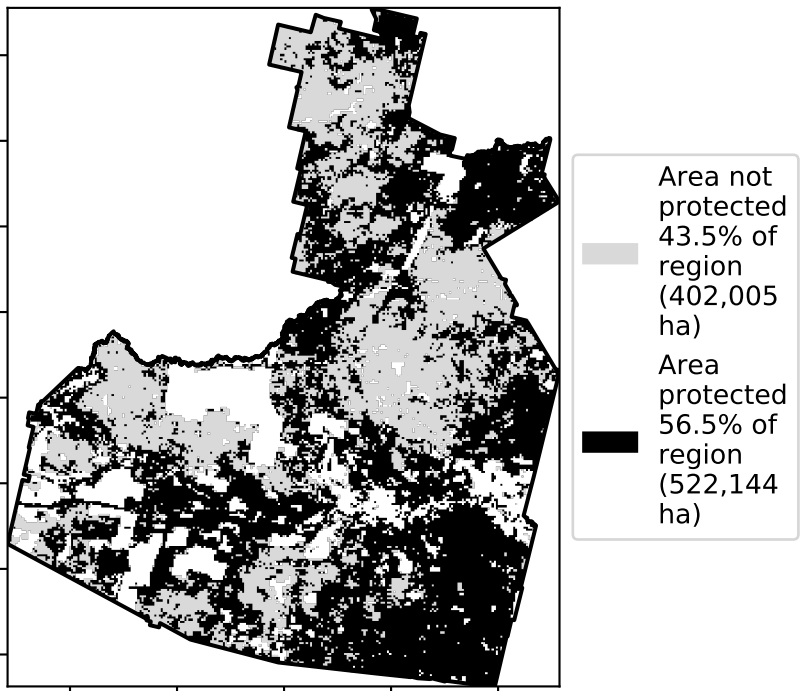 Area not
protected
43.5% of
region
(402,005
ha)
Area
protected
56.5% of
region
(522,144
ha)